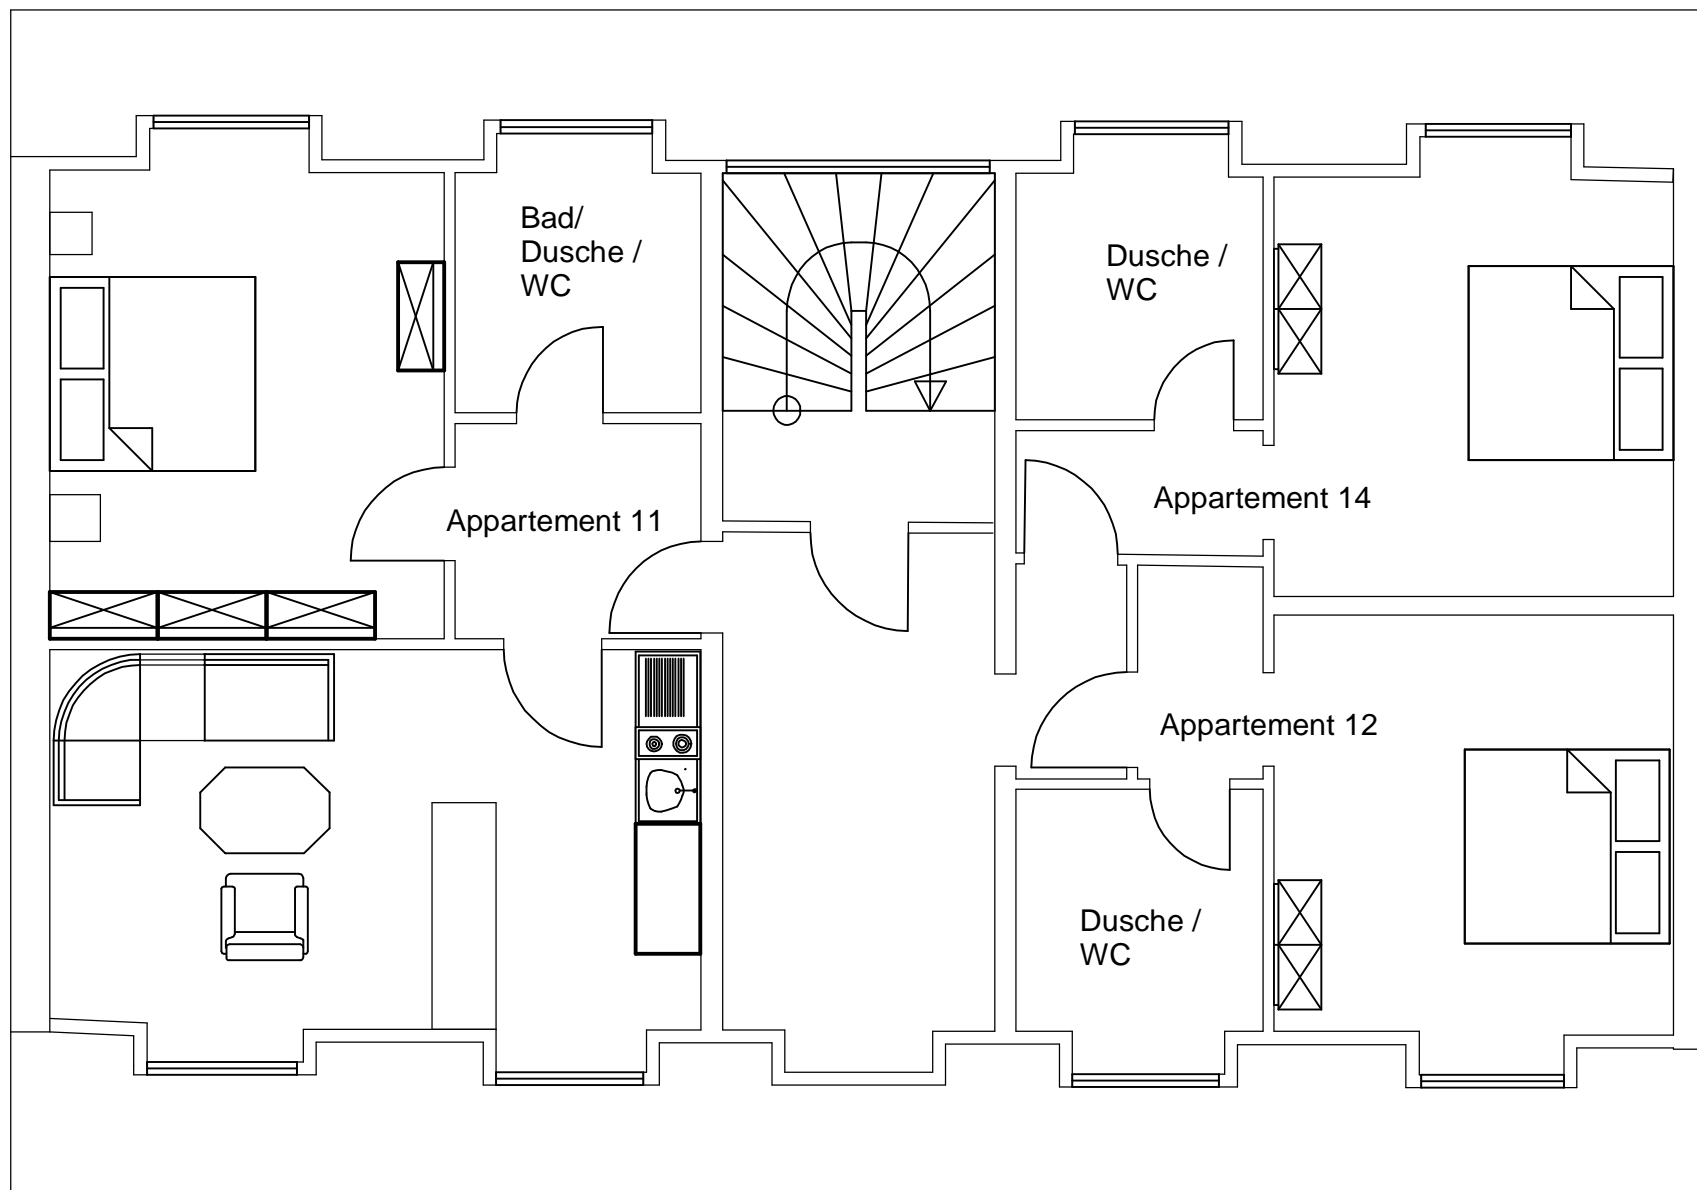 Bad/
Dusche /
WC
Dusche /
WC
Appartement 11
Appartement 14
Appartement 12
Dusche /
WC